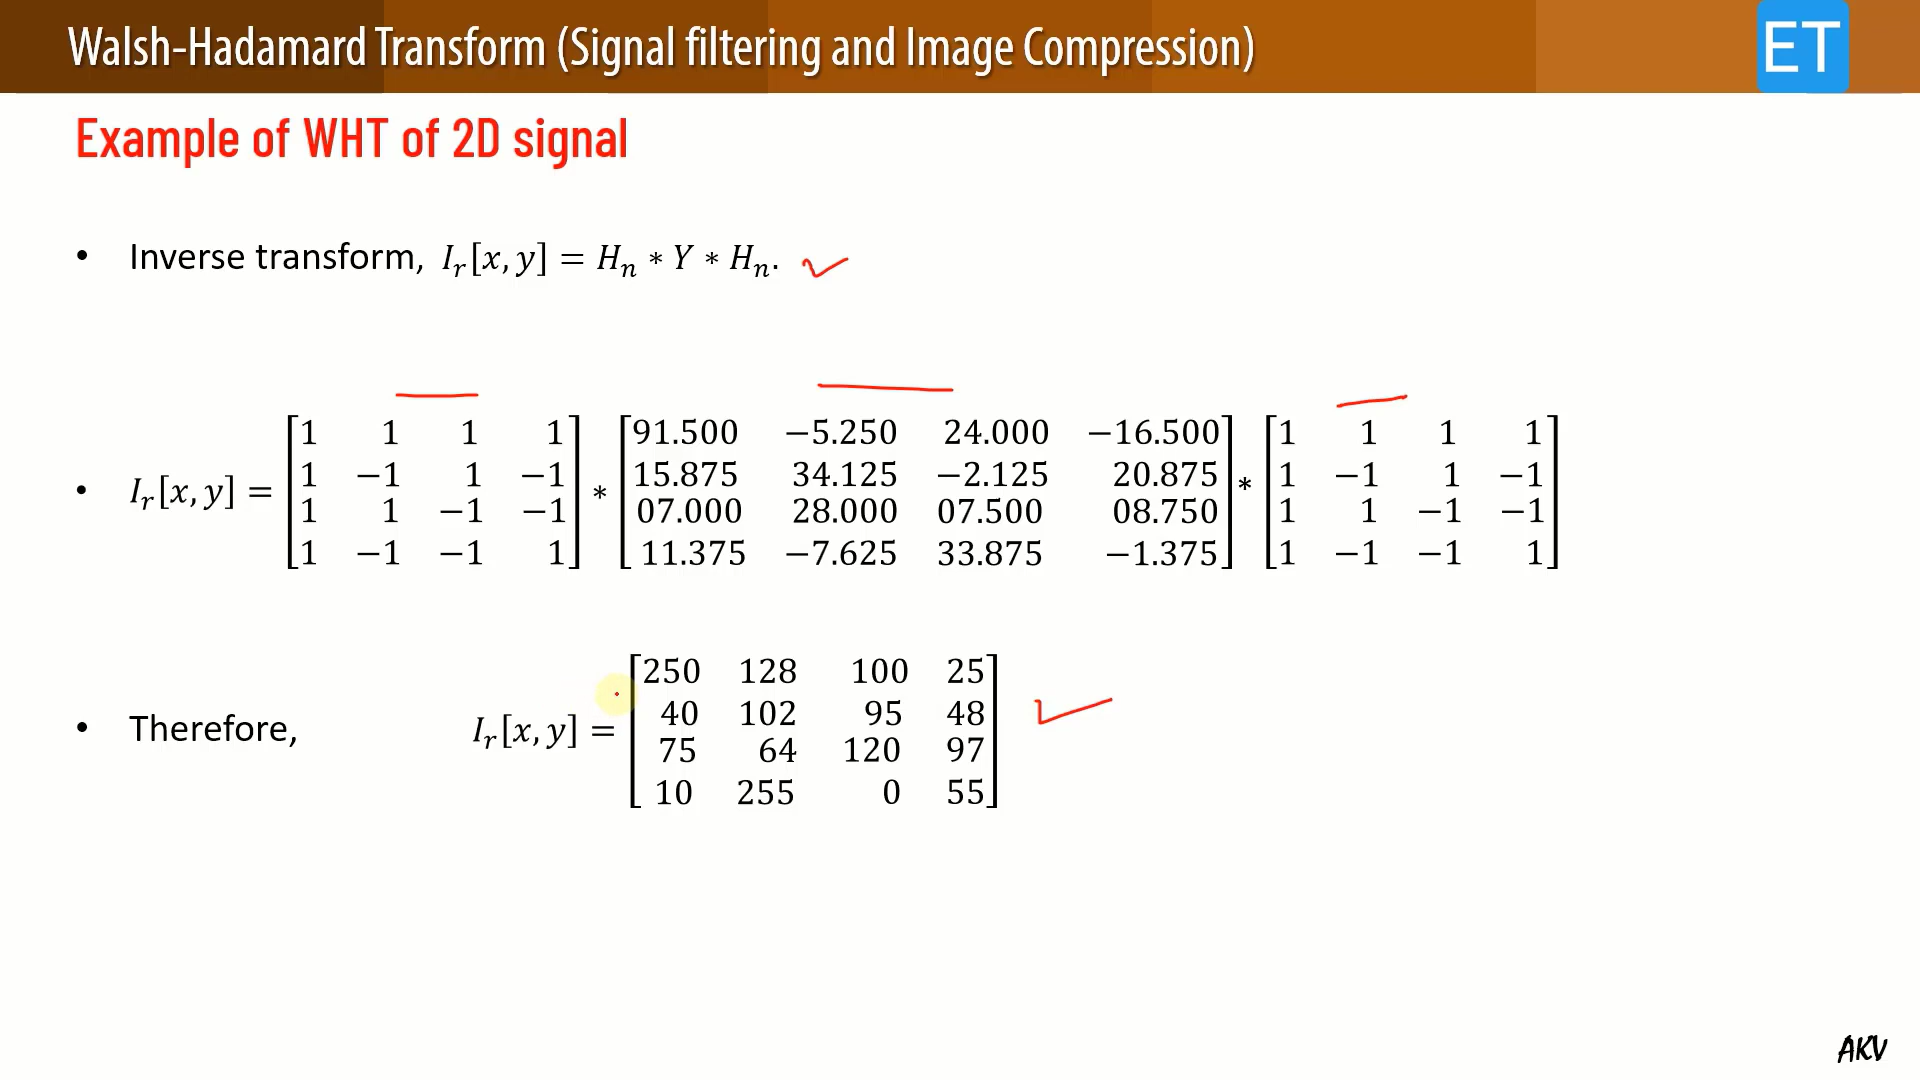 Walsh-Hadamard Transform (Signal filtering and Image Compression)
ET
Example of WHT of 2D signal
• Inverse transform, Iᵣ[x, y] = Hₙ ∗ Y ∗ Hₙ.
• Iᵣ[x, y] = [1 1 1 1; 1 −1 1 −1; 1 1 −1 −1; 1 −1 −1 1] ∗ [91.500 −5.250 24.000 −16.500; 15.875 34.125 −2.125 20.875; 07.000 28.000 07.500 08.750; 11.375 −7.625 33.875 −1.375] ∗ [1 1 1 1; 1 −1 1 −1; 1 1 −1 −1; 1 −1 −1 1]
• Therefore, Iᵣ[x, y] = [250 128 100 25; 40 102 95 48; 75 64 120 97; 10 255 0 55]
AKV